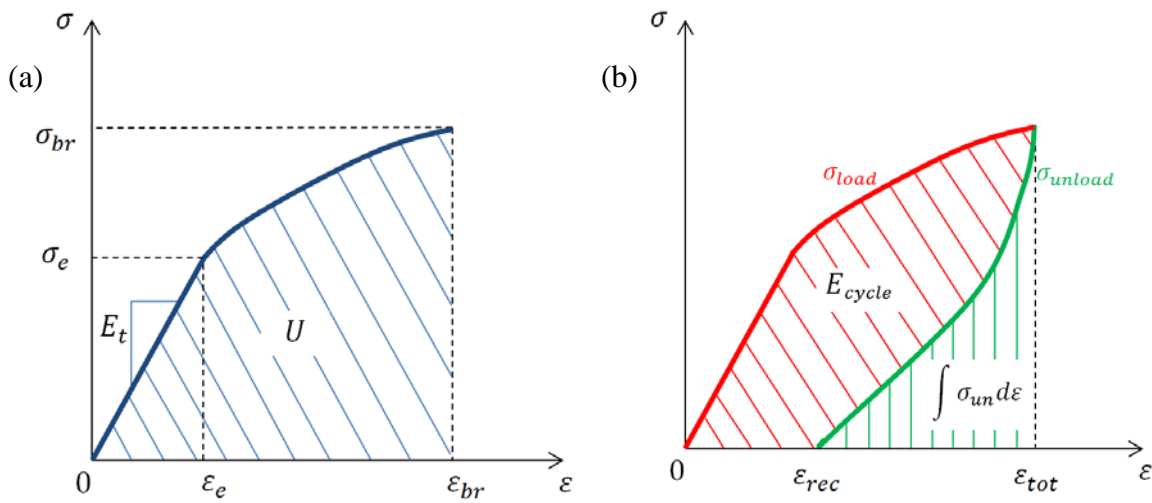 (a)
σ
σ_br
σ_e
E_t
U
0
ε_e
ε_br
ε
(b)
σ
σ_load
σ_unload
E_cycle
∫ σ_un dε
0
ε_rec
ε_tot
ε